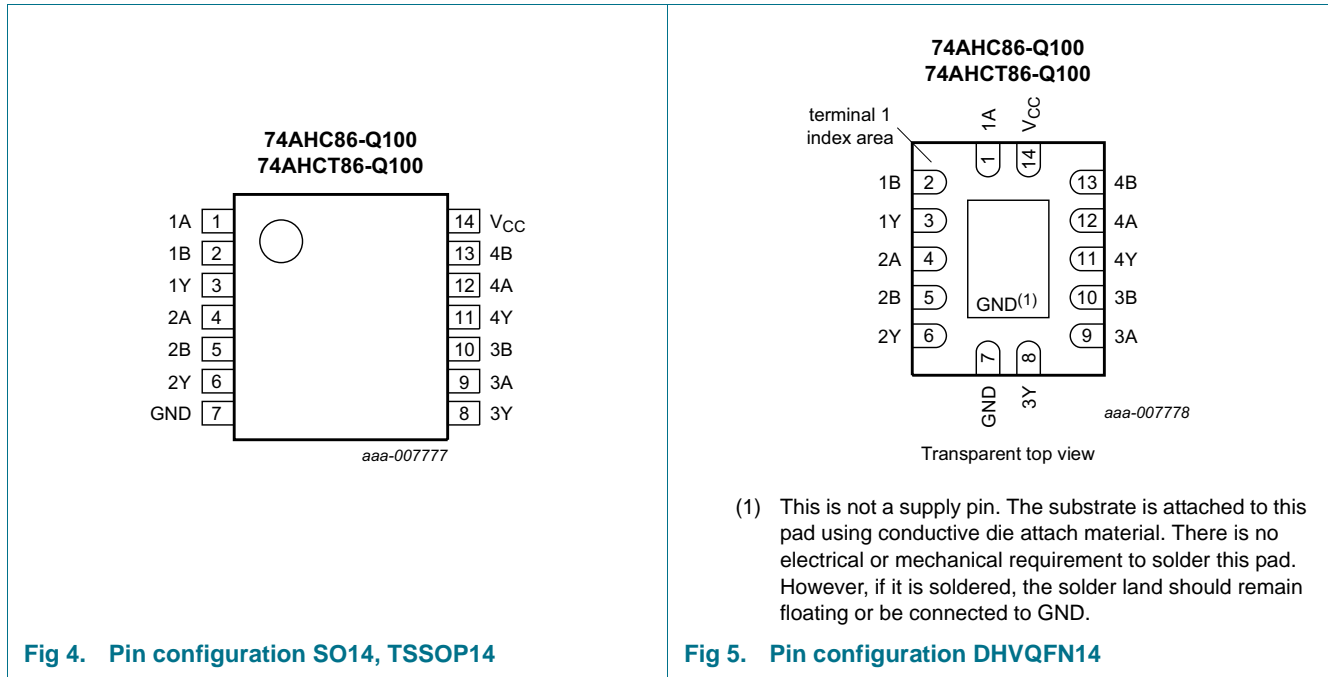 74AHC86-Q100
74AHCT86-Q100
1A 1
1B 2
1Y 3
2A 4
2B 5
2Y 6
GND 7
14 VCC
13 4B
12 4A
11 4Y
10 3B
9 3A
8 3Y
aaa-007777
Fig 4. Pin configuration SO14, TSSOP14
74AHC86-Q100
74AHCT86-Q100
terminal 1
index area
1A
VCC
1
14
1B 2
1Y 3
2A 4
2B 5
2Y 6
13 4B
12 4A
11 4Y
10 3B
9 3A
GND(1)
7
8
GND
3Y
aaa-007778
Transparent top view
(1) This is not a supply pin. The substrate is attached to this
pad using conductive die attach material. There is no
electrical or mechanical requirement to solder this pad.
However, if it is soldered, the solder land should remain
floating or be connected to GND.
Fig 5. Pin configuration DHVQFN14